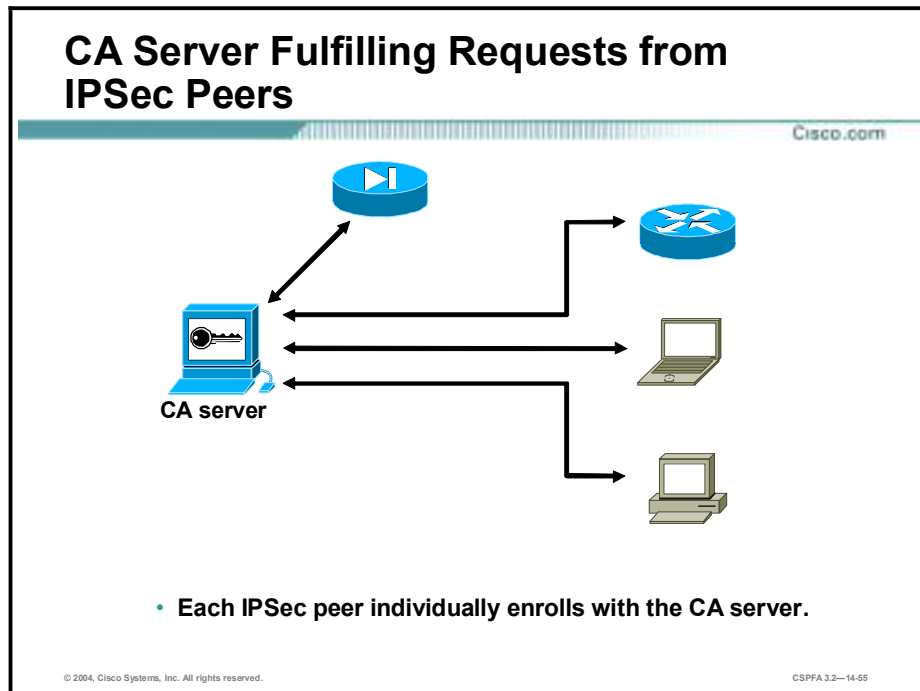 CA Server Fulfilling Requests from
IPSec Peers
Cisco.com
CA server
• Each IPSec peer individually enrolls with the CA server.
© 2004, Cisco Systems, Inc. All rights reserved.
CSPFA 3.2—14-55